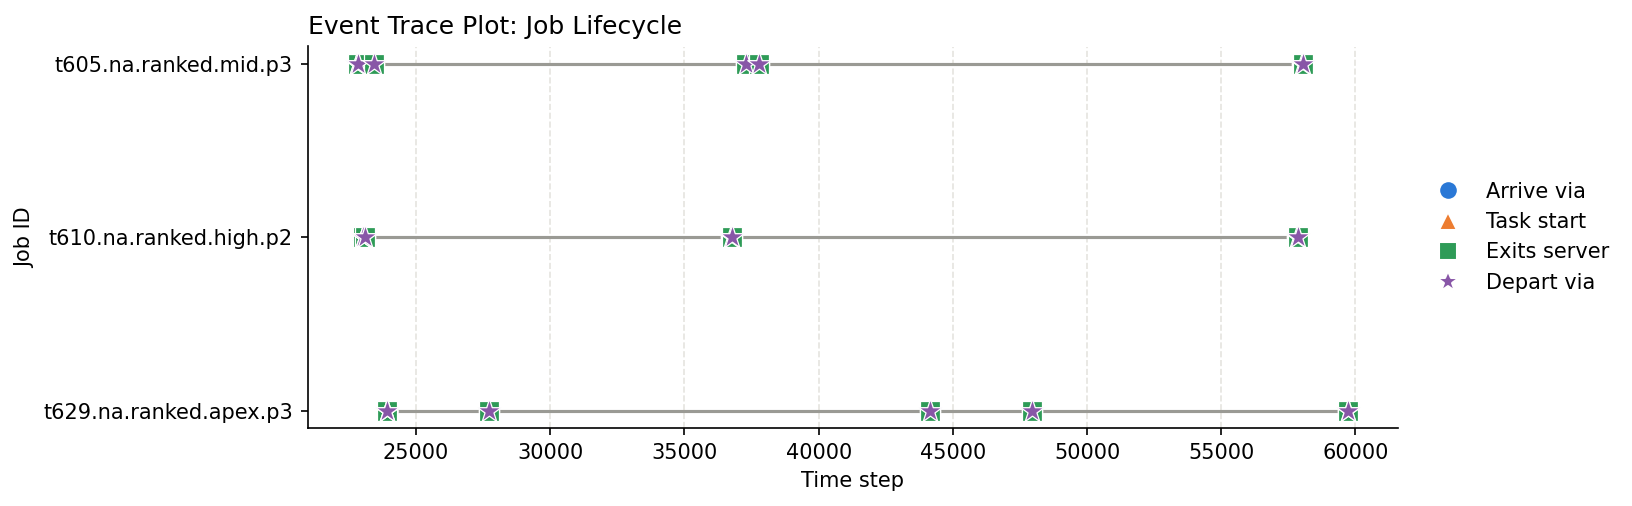 Event Trace Plot: Job Lifecycle
Job ID
t605.na.ranked.mid.p3
t610.na.ranked.high.p2
t629.na.ranked.apex.p3
25000 30000 35000 40000 45000 50000 55000 60000
Time step
Arrive via
Task start
Exits server
Depart via